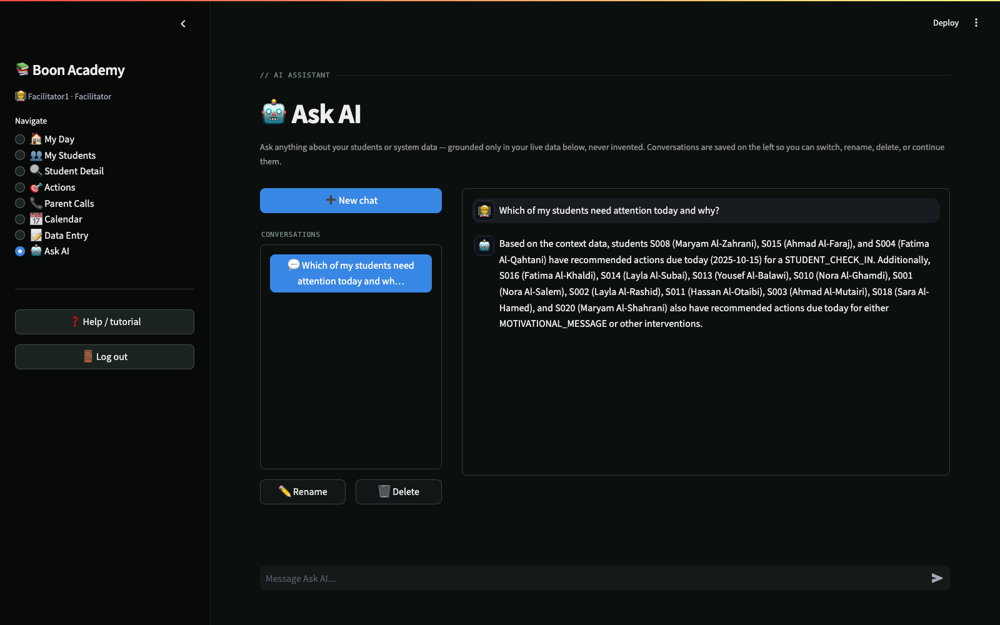 Deploy
Boon Academy
Facilitator1 · Facilitator
Navigate
My Day
My Students
Student Detail
Actions
Parent Calls
Calendar
Data Entry
Ask AI
Help / tutorial
Log out
// AI ASSISTANT
Ask AI
Ask anything about your students or system data — grounded only in your live data below, never invented. Conversations are saved on the left so you can switch, rename, delete, or continue
them.
New chat
CONVERSATIONS
Which of my students need
attention today and wh…
Rename
Delete
Which of my students need attention today and why?
Based on the context data, students S008 (Maryam Al-Zahrani), S015 (Ahmad Al-Faraj), and S004 (Fatima
Al-Qahtani) have recommended actions due today (2025-10-15) for a STUDENT_CHECK_IN. Additionally,
S016 (Fatima Al-Khaldi), S014 (Layla Al-Subai), S013 (Yousef Al-Balawi), S010 (Nora Al-Ghamdi), S001
(Nora Al-Salem), S002 (Layla Al-Rashid), S011 (Hassan Al-Otaibi), S003 (Ahmad Al-Mutairi), S018 (Sara Al-
Hamed), and S020 (Maryam Al-Shahrani) also have recommended actions due today for either
MOTIVATIONAL_MESSAGE or other interventions.
Message Ask AI...